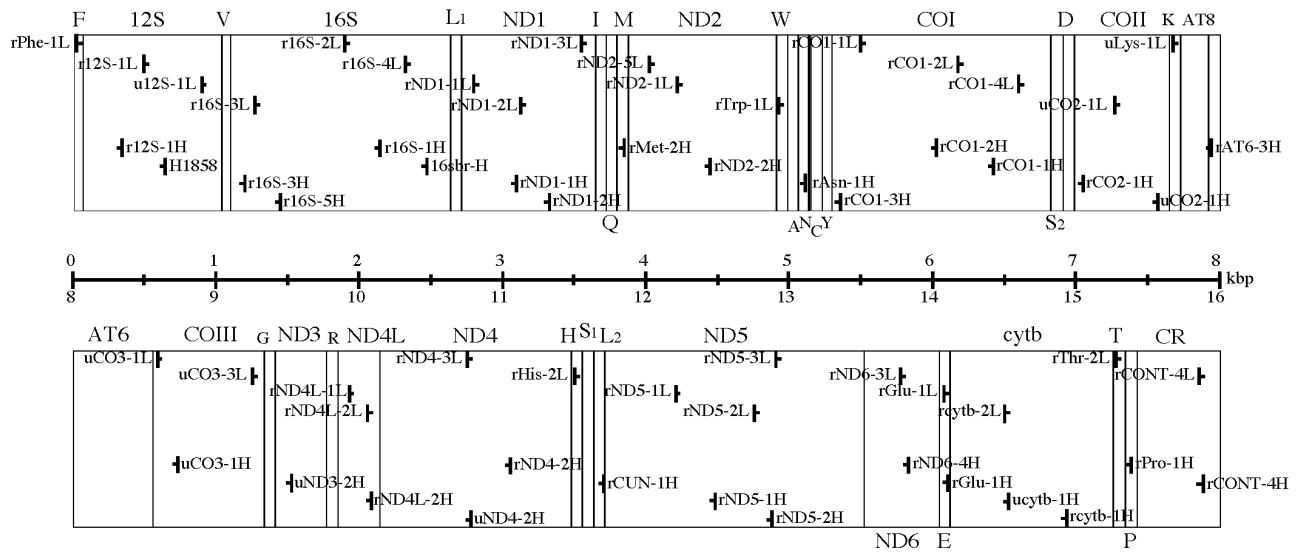 F 12S V 16S L1 ND1 I M ND2 W COI D COII K AT8
rPhe-1L r16S-2L rND1-3L rCO1-1L uLys-1L
r12S-1L r16S-4L rND2-5L rCO1-2L
u12S-1L rND1-1L rND2-1L rCO1-4L
r16S-3L rND1-2L rTrp-1L uCO2-1L
r12S-1H r16S-1H rMet-2H rCO1-2H rAT6-3H
H1858 16sbr-H rND2-2H rCO1-1H
r16S-3H rND1-1H rAsn-1H rCO2-1H
r16S-5H rND1-2H rCO1-3H uCO2-1H
Q A N C Y S2
0 1 2 3 4 5 6 7 8
kbp
8 9 10 11 12 13 14 15 16
AT6 COIII G ND3 R ND4L ND4 H S1 L2 ND5 cytb T CR
uCO3-1L rND4-3L rND5-3L rThr-2L
uCO3-3L rHis-2L rND6-3L rCONT-4L
rND4L-1L rND5-1L rGlu-1L
rND4L-2L rND5-2L rcytb-2L
uCO3-1H rND4-2H rND6-4H rPro-1H
uND3-2H rCUN-1H rGlu-1H rCONT-4H
rND4L-2H rND5-1H ucytb-1H
uND4-2H rND5-2H rcytb-1H
ND6 E P